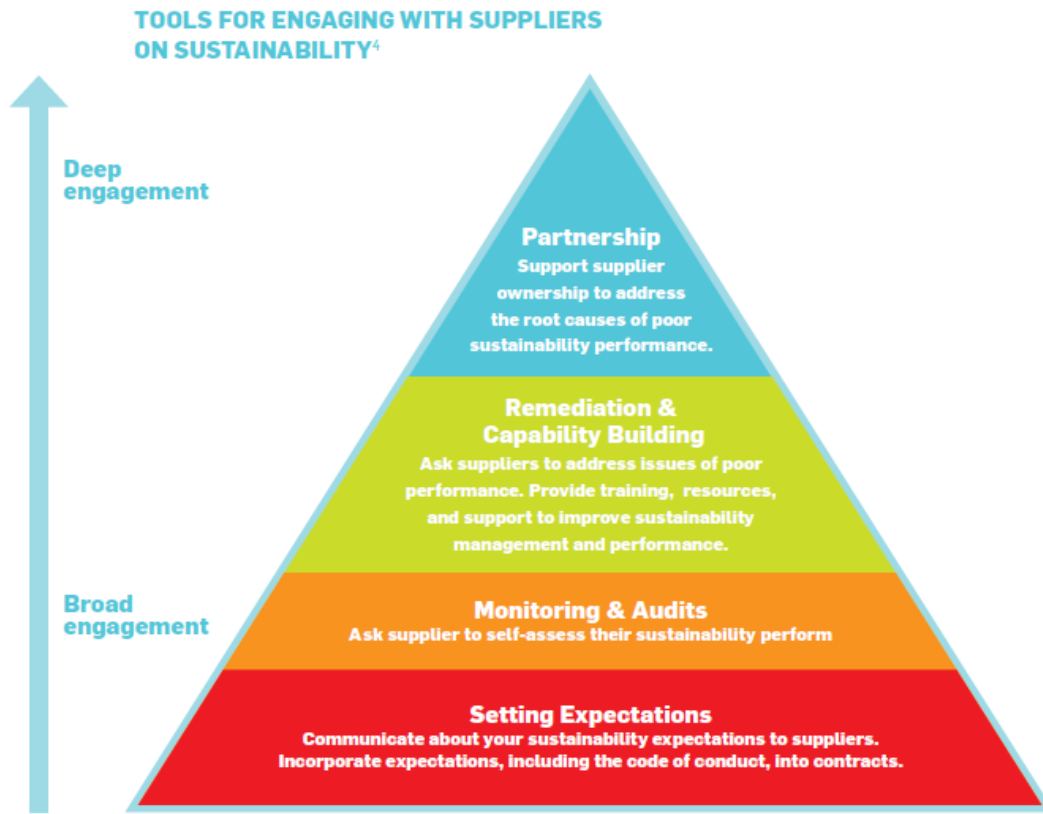 TOOLS FOR ENGAGING WITH SUPPLIERS
ON SUSTAINABILITY4
Deep
engagement
Partnership
Support supplier
ownership to address
the root causes of poor
sustainability performance.
Remediation &
Capability Building
Ask suppliers to address issues of poor
performance. Provide training, resources,
and support to improve sustainability
management and performance.
Broad
engagement
Monitoring & Audits
Ask supplier to self-assess their sustainability perform
Setting Expectations
Communicate about your sustainability expectations to suppliers.
Incorporate expectations, including the code of conduct, into contracts.